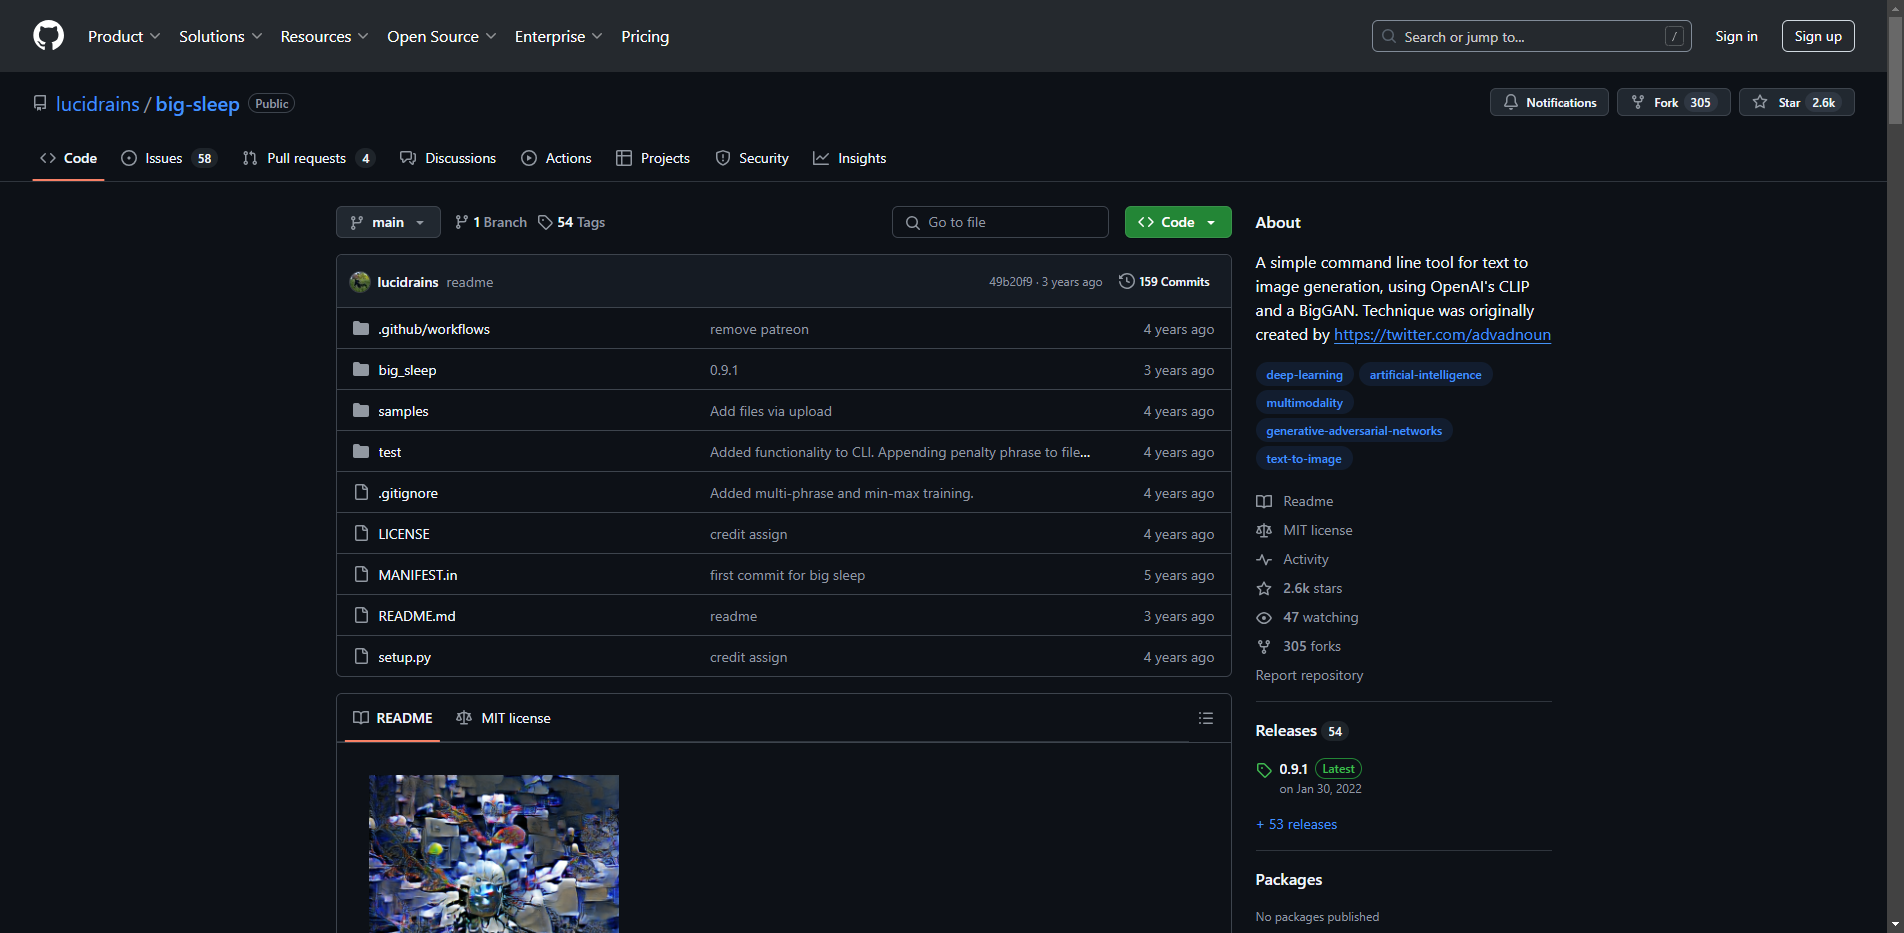 Product Solutions Resources Open Source Enterprise Pricing Search or jump to... / Sign in Sign up
lucidrains / big-sleep Public Notifications Fork 305 Star 2.6k
Code Issues 58 Pull requests 4 Discussions Actions Projects Security Insights
main 1 Branch 54 Tags Go to file Code
lucidrains readme 49b20f9 · 3 years ago 159 Commits
.github/workflows remove patreon 4 years ago
big_sleep 0.9.1 3 years ago
samples Add files via upload 4 years ago
test Added functionality to CLI. Appending penalty phrase to file... 4 years ago
.gitignore Added multi-phrase and min-max training. 4 years ago
LICENSE credit assign 4 years ago
MANIFEST.in first commit for big sleep 5 years ago
README.md readme 3 years ago
setup.py credit assign 4 years ago
README MIT license
About
A simple command line tool for text to
image generation, using OpenAI's CLIP
and a BigGAN. Technique was originally
created by https://twitter.com/advadnoun
deep-learning artificial-intelligence
multimodality
generative-adversarial-networks
text-to-image
Readme
MIT license
Activity
2.6k stars
47 watching
305 forks
Report repository
Releases 54
0.9.1 Latest
on Jan 30, 2022
+ 53 releases
Packages
No packages published